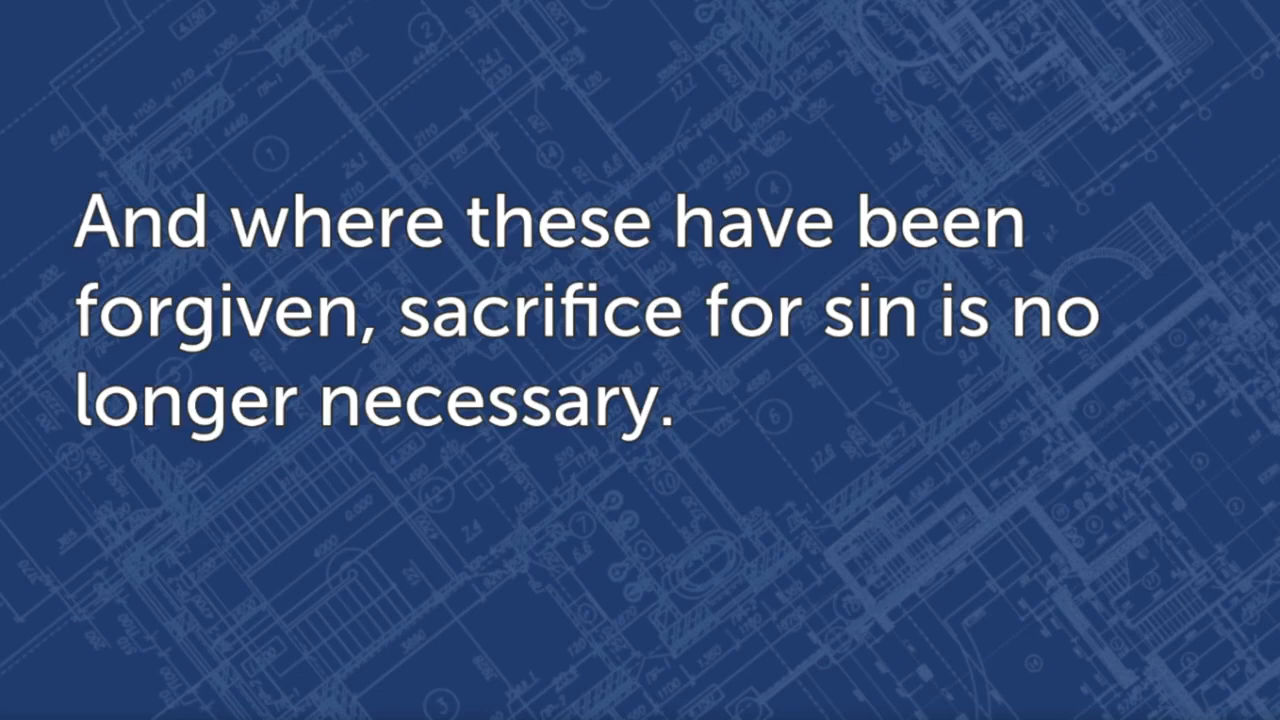 And where these have been
forgiven, sacrifice for sin is no
longer necessary.